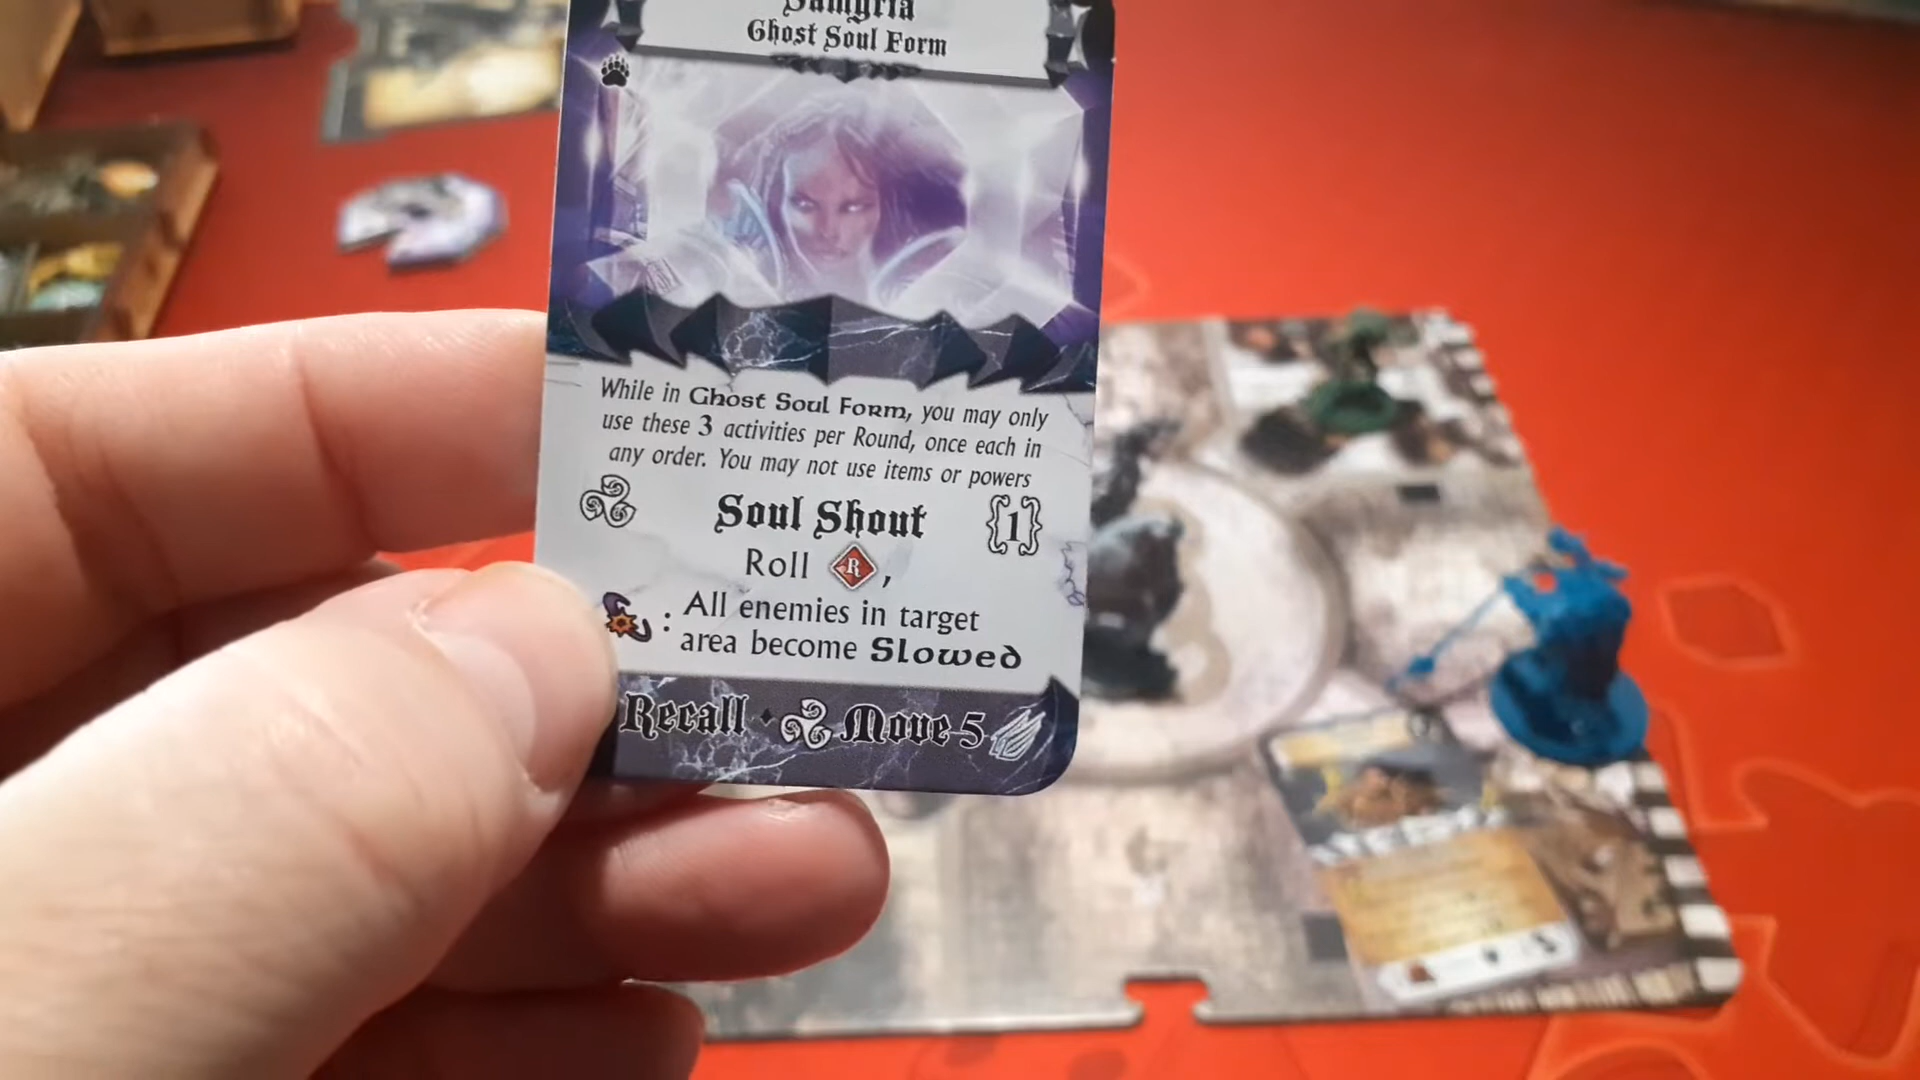 Ghost Soul Form
While in Ghost Soul Form, you may only
use these 3 activities per Round, once each in
any order. You may not use items or powers
Soul Shout {1}
Roll R,
: All enemies in target
area become Slowed
Recall · Move 5